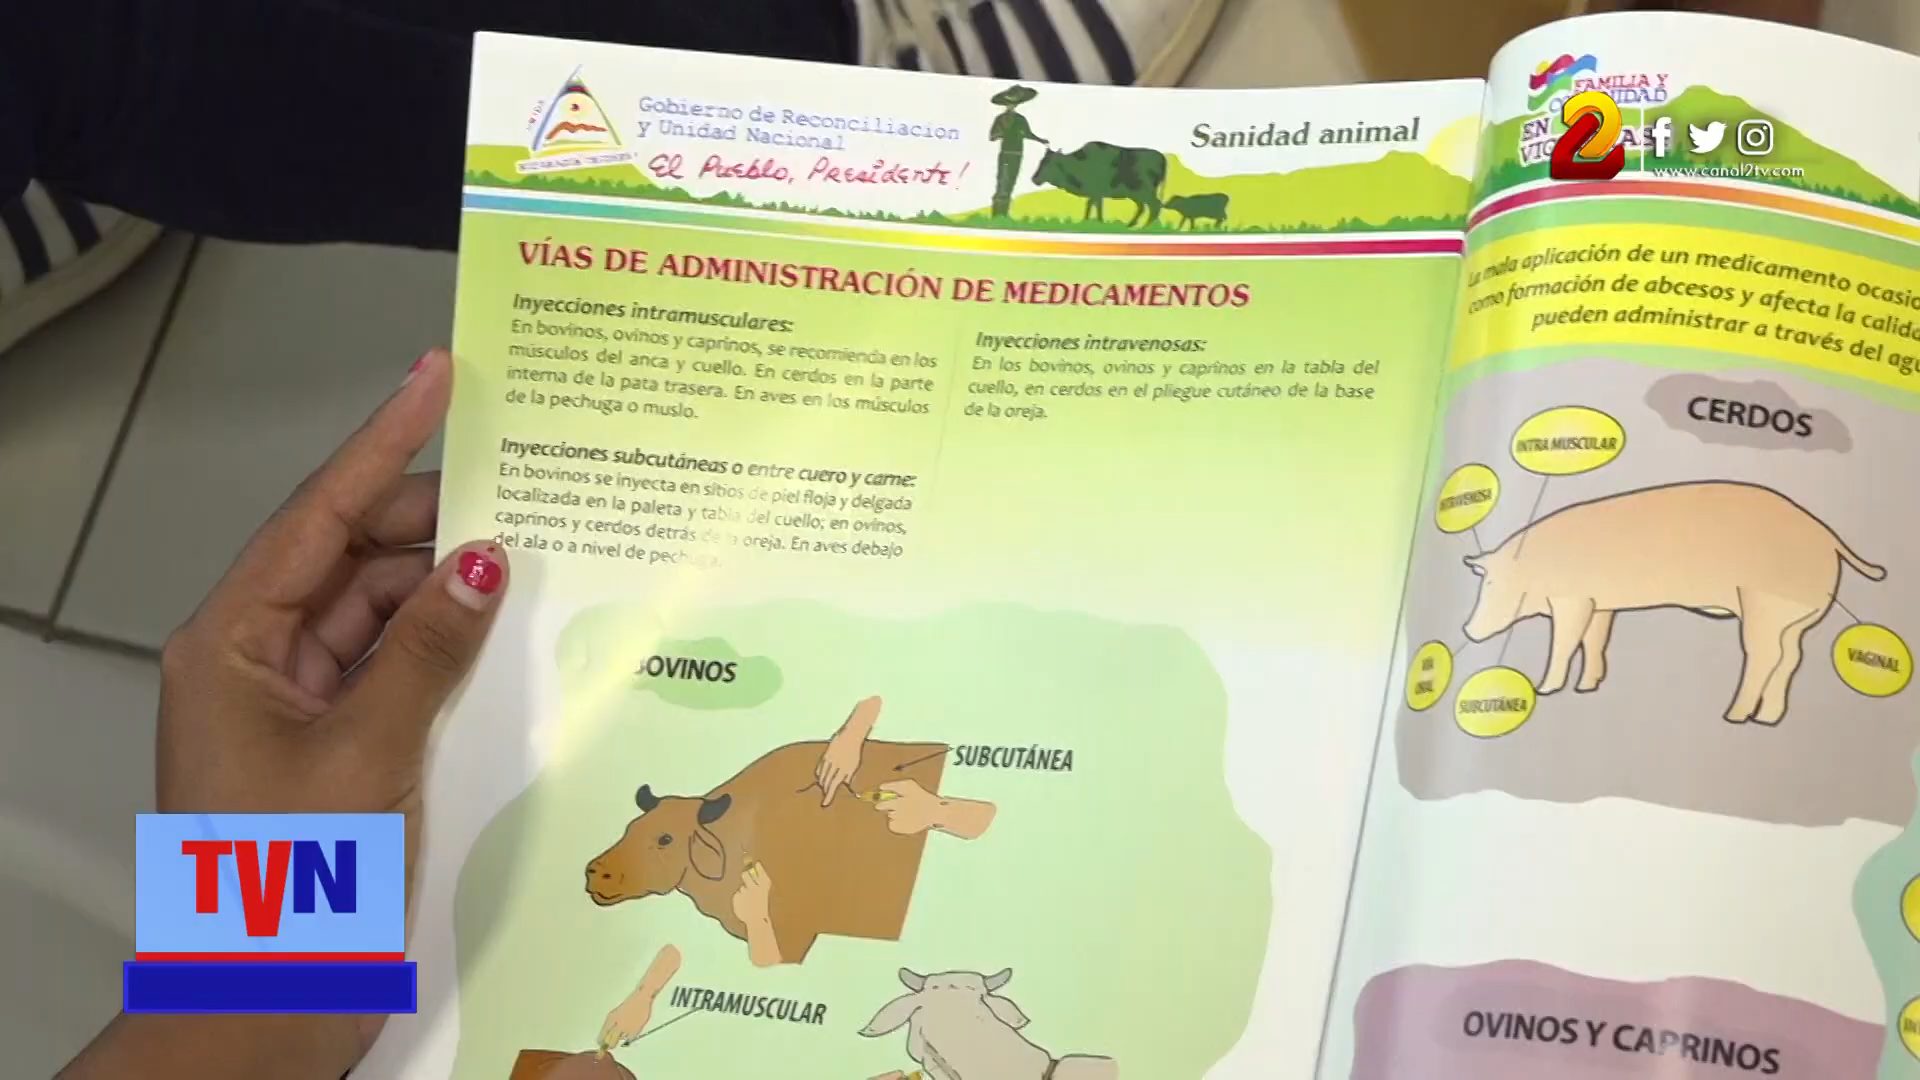 Gobierno de Reconciliacion
y Unidad Nacional
El Pueblo, Presidente!
Sanidad animal
VÍAS DE ADMINISTRACIÓN DE MEDICAMENTOS
Inyecciones intramusculares:
En bovinos, ovinos y caprinos, se recomienda en los
músculos del anca y cuello. En cerdos en la parte
interna de la pata trasera. En aves en los músculos
de la pechuga o muslo.
Inyecciones subcutáneas o entre cuero y carne:
En bovinos se inyecta en sitios de piel floja y delgada
localizada en la paleta y tabla del cuello; en ovinos,
caprinos y cerdos detrás de la oreja. En aves debajo
del ala o a nivel de pechuga.
Inyecciones intravenosas:
En los bovinos, ovinos y caprinos en la tabla del
cuello, en cerdos en el pliegue cutáneo de la base
de la oreja.
BOVINOS
SUBCUTÁNEA
INTRAMUSCULAR
FAMILIA Y
EN
2
www.canal2tv.com
La mala aplicación de un medicamento
como formación de abcesos y afecta la
pueden administrar a través del
CERDOS
INTRA MUSCULAR
INTRAVENOSA
VÍA
ORAL
SUBCUTÁNEA
VAGINAL
OVINOS Y CAPRINOS
TVN